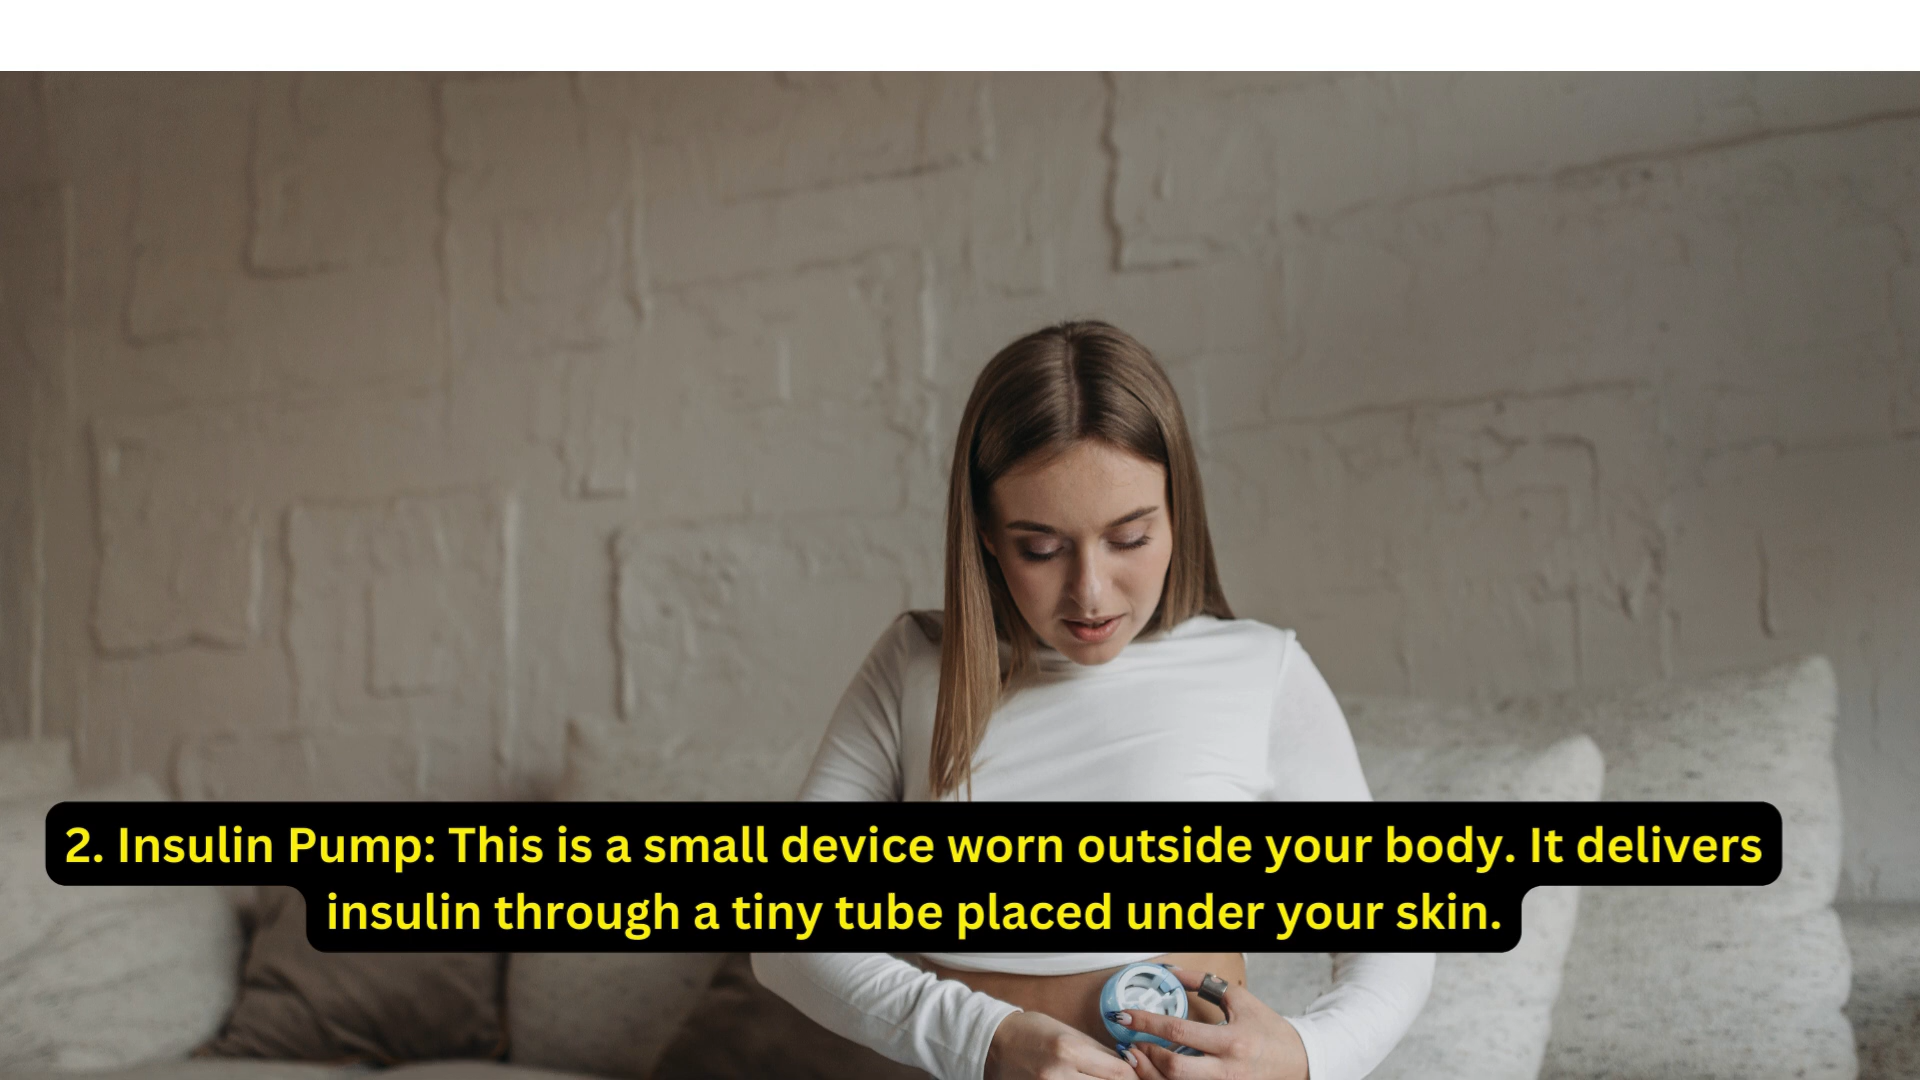 2. Insulin Pump: This is a small device worn outside your body. It delivers
insulin through a tiny tube placed under your skin.